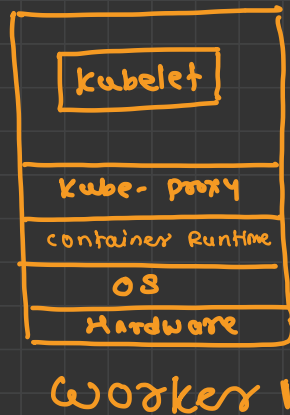 Kubelet
Kube-proxy
Container Runtime
OS
Hardware
Worker